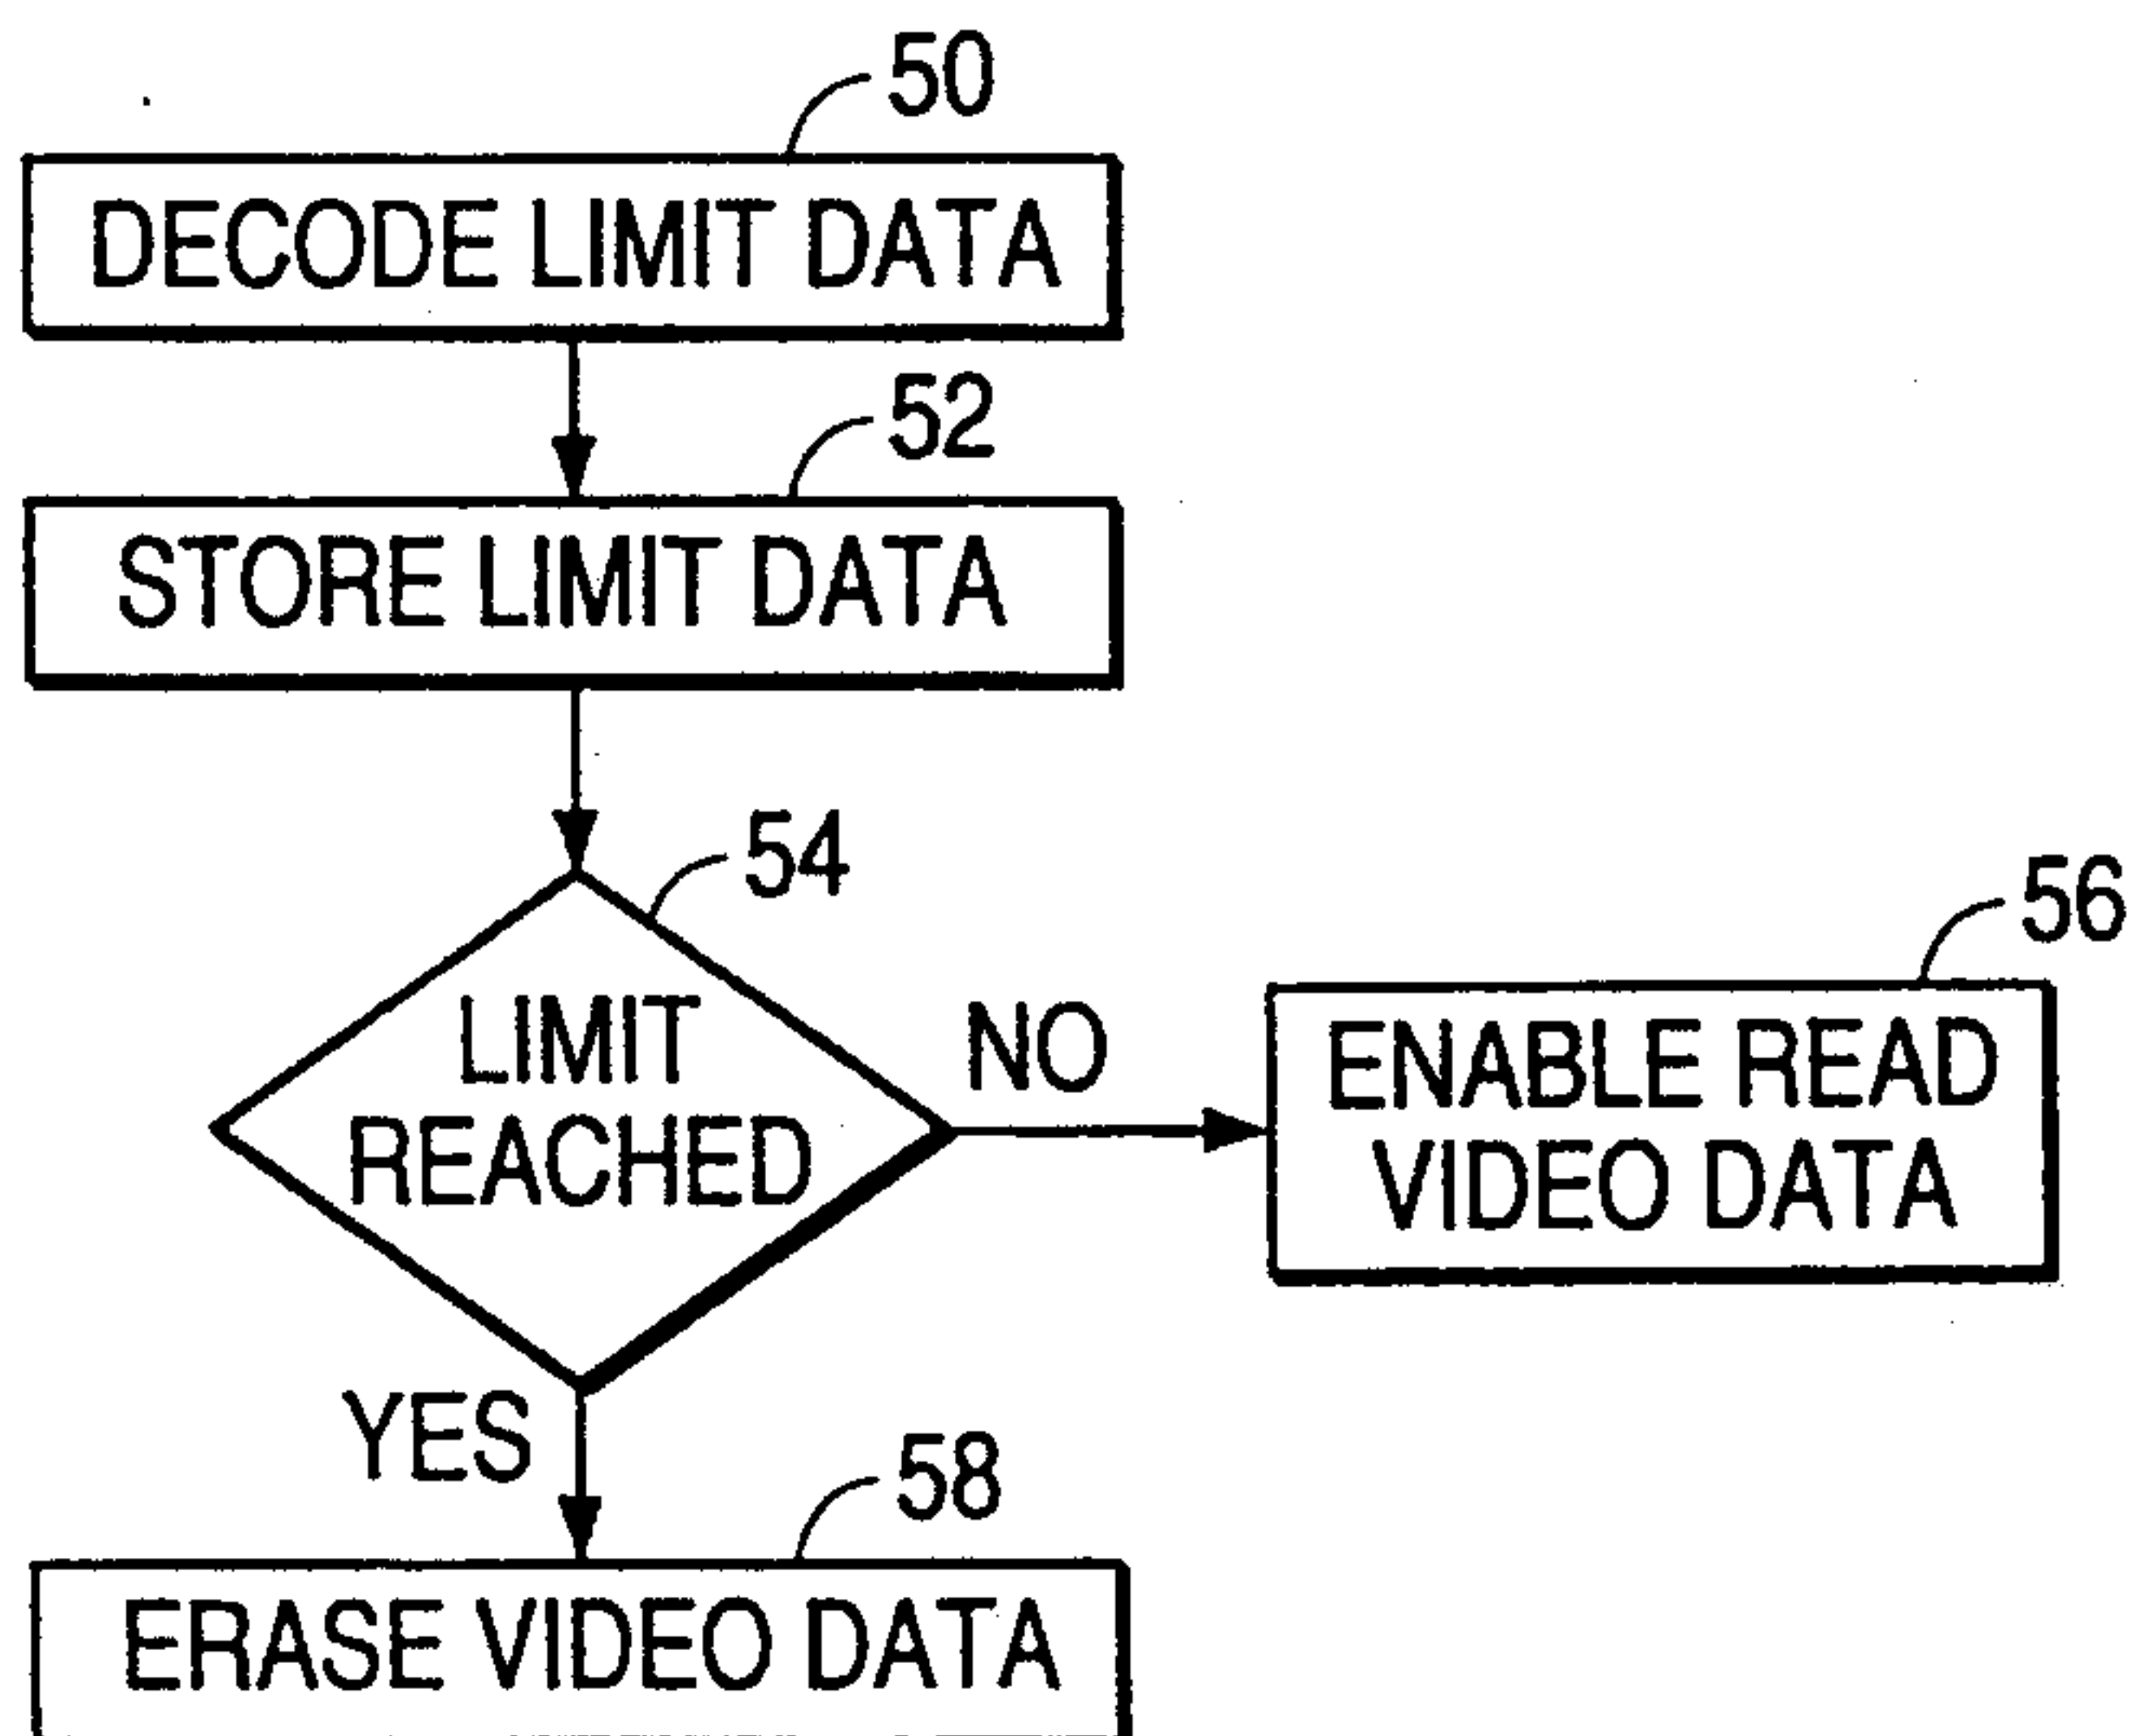 50
DECODE LIMIT DATA
52
STORE LIMIT DATA
54
LIMIT
REACHED
NO
56
ENABLE READ
VIDEO DATA
YES
58
ERASE VIDEO DATA